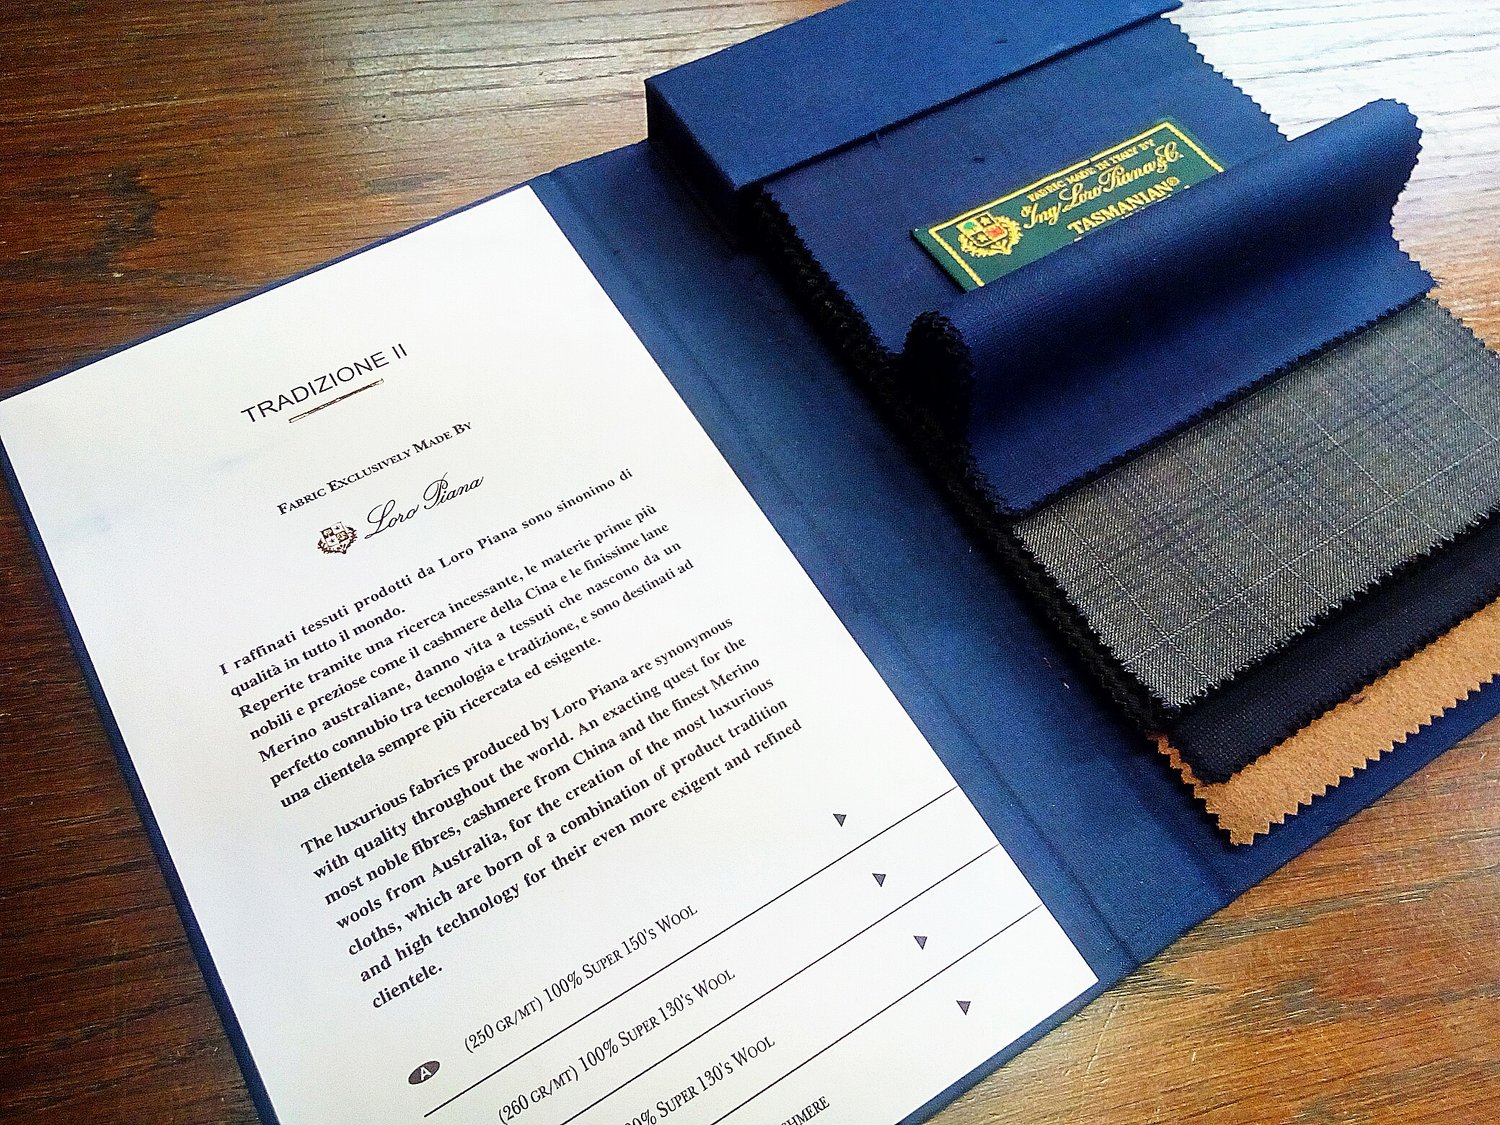 TRADIZIONE II
FABRIC EXCLUSIVELY MADE BY
Loro Piana
I raffinati tessuti prodotti da Loro Piana sono sinonimo di
qualità in tutto il mondo.
Reperite tramite una ricerca incessante, le materie prime più
nobili e preziose come il cashmere della Cina e le finissime lane
Merino australiane, danno vita a tessuti che nascono da un
perfetto connubio tra tecnologia e tradizione, e sono destinati ad
una clientela sempre più ricercata ed esigente.
The luxurious fabrics produced by Loro Piana are synonymous
with quality throughout the world. An exacting quest for the
most noble fibres, cashmere from China and the finest Merino
wools from Australia, for the creation of the most luxurious
cloths, which are born of a combination of product tradition
and high technology for their even more exigent and refined
clientele.
A (250 GR/MT) 100% SUPER 150's WOOL
(260 GR/MT) 100% SUPER 130's WOOL
SUPER 130's WOOL
FABRIC MADE IN ITALY BY
Ing. Loro Piana & C.
TASMANIAN®